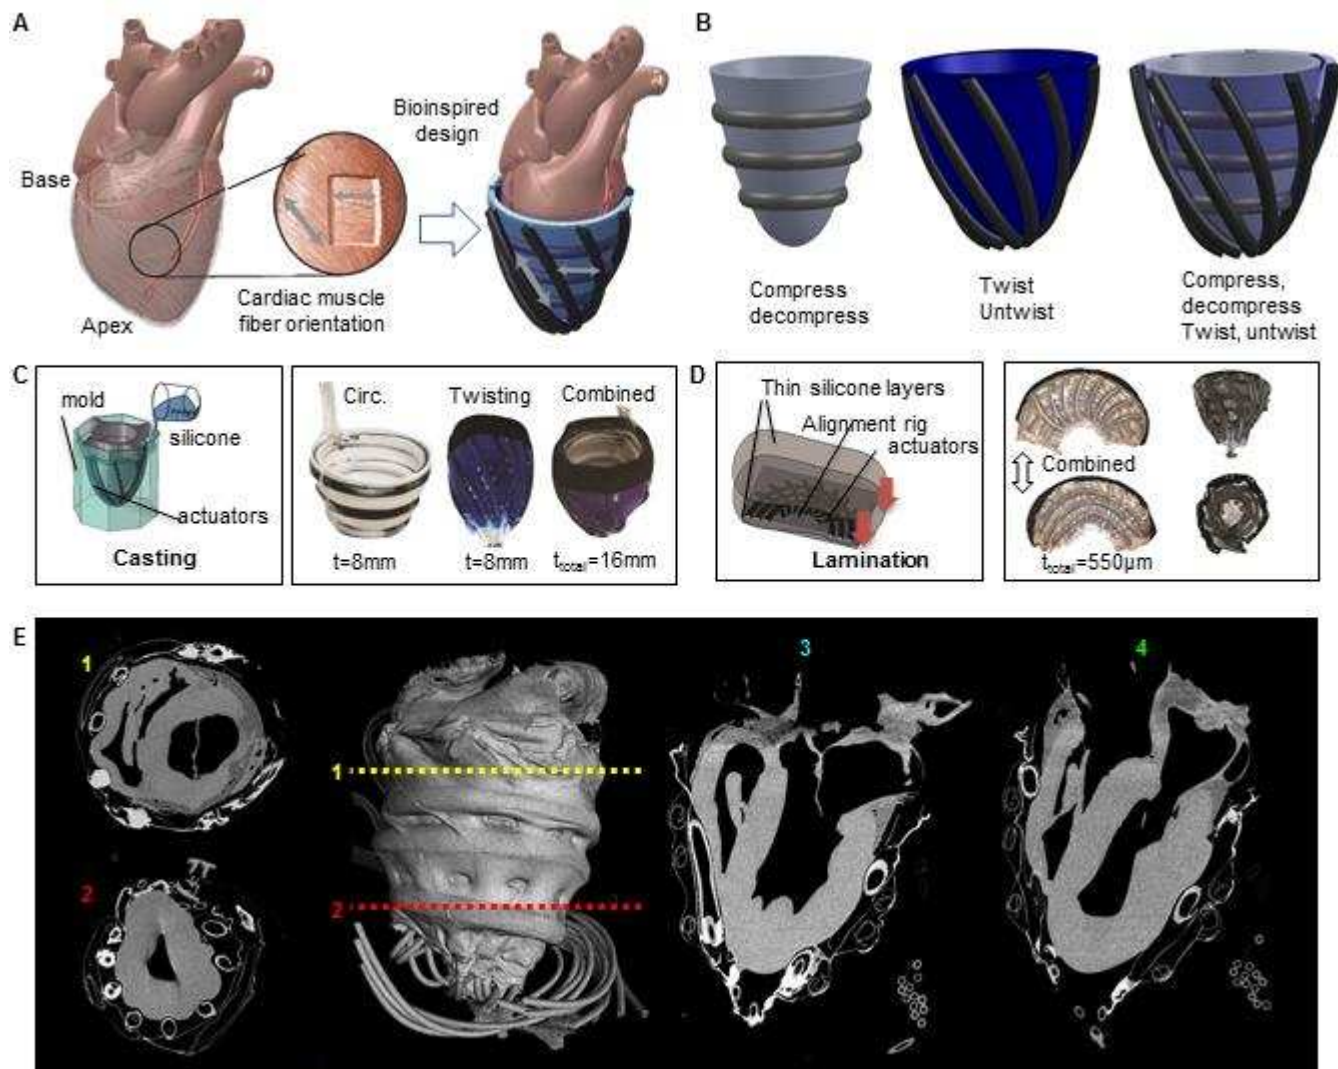 A
Bioinspired
design
Base
Apex
Cardiac muscle
fiber orientation
B
Compress
decompress
Twist
Untwist
Compress,
decompress
Twist, untwist
C
mold
silicone
actuators
Casting
Circ.
Twisting
Combined
t=8mm
t=8mm
t_total=16mm
D
Thin silicone layers
Alignment rig
actuators
Lamination
Combined
t_total=550μm
E
1
2
1
2
3
4